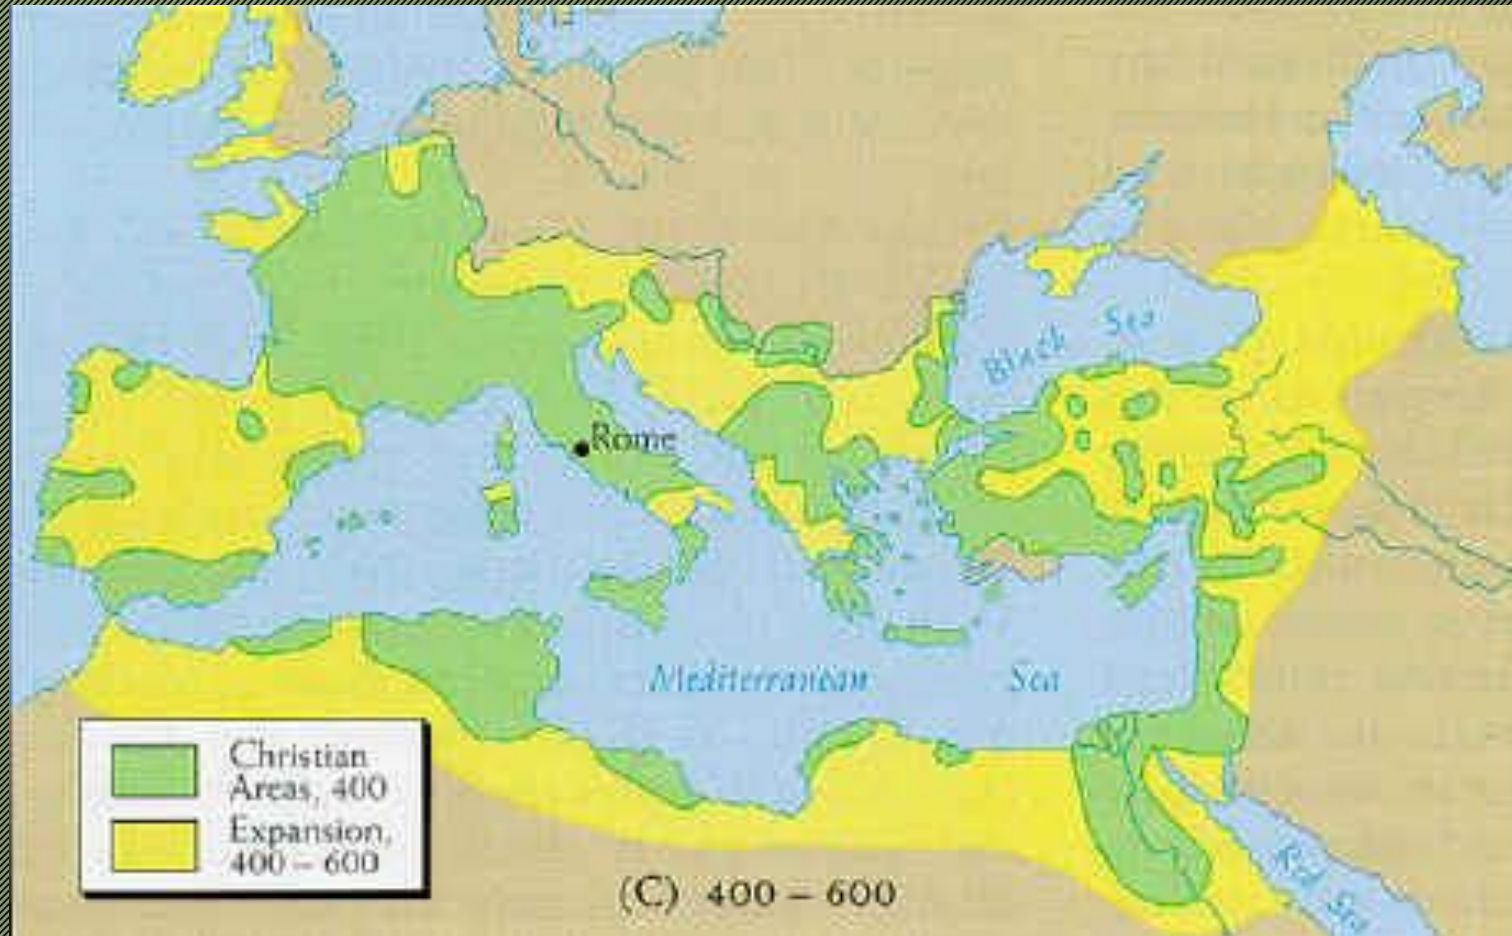 Black Sea
Rome
Mediterranean Sea
Christian
Areas, 400
Expansion,
400 – 600
(C) 400 – 600
Red Sea